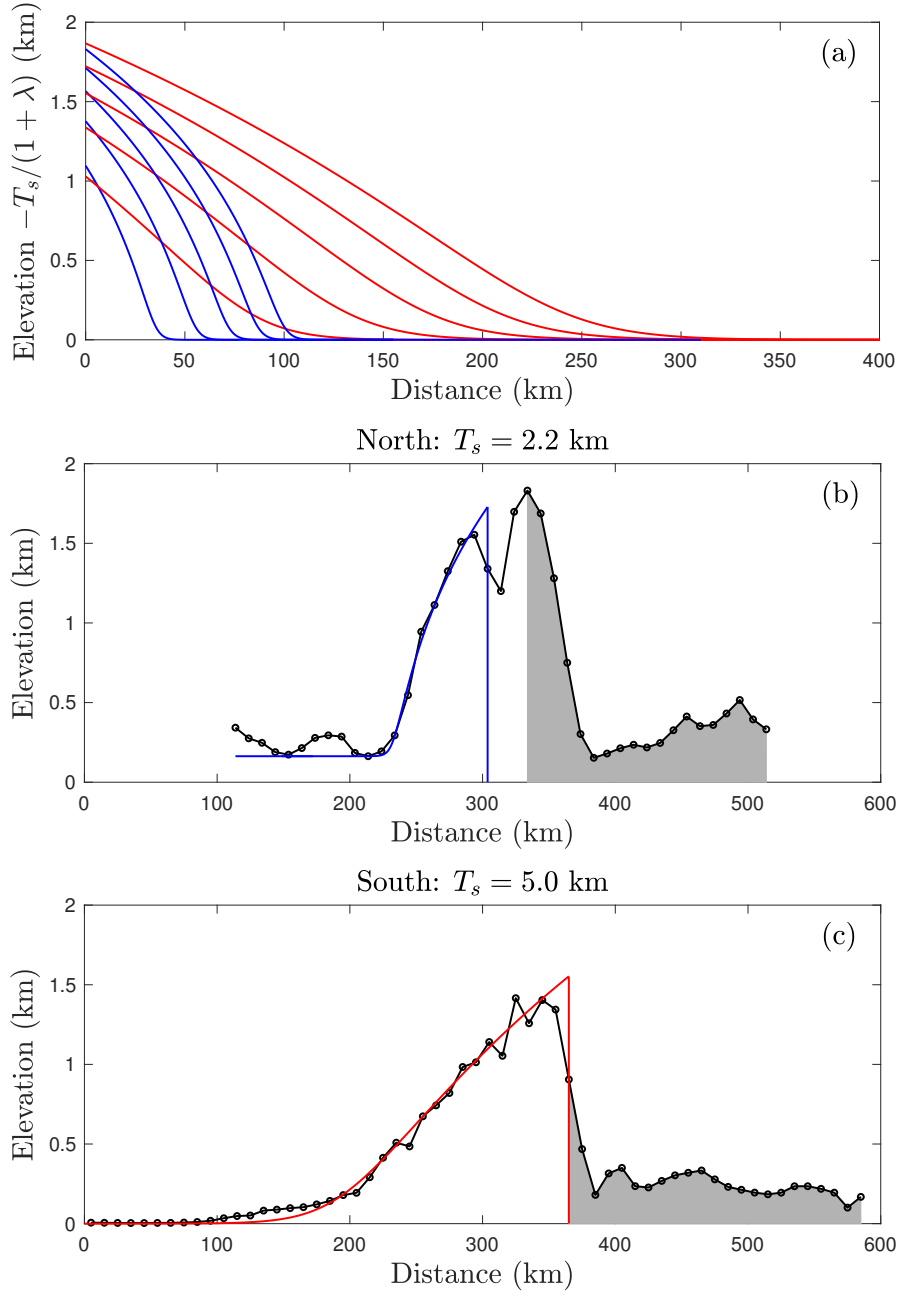 (a)
Elevation −T_s/(1 + λ) (km)
2
1.5
1
0.5
0
0 50 100 150 200 250 300 350 400
Distance (km)
North: T_s = 2.2 km
(b)
Elevation (km)
2
1.5
1
0.5
0
0 100 200 300 400 500 600
Distance (km)
South: T_s = 5.0 km
(c)
Elevation (km)
2
1.5
1
0.5
0
0 100 200 300 400 500 600
Distance (km)